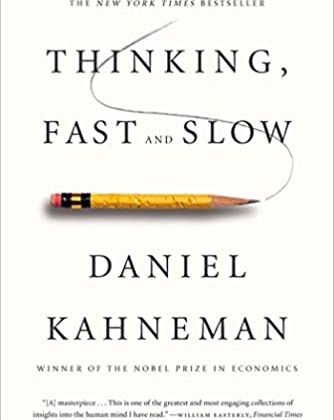 THE NEW YORK TIMES BESTSELLER
THINKING,
FAST AND SLOW
DANIEL
KAHNEMAN
WINNER OF THE NOBEL PRIZE IN ECONOMICS
"[A] masterpiece . . . This is one of the greatest and most engaking collections of
insights into the human mind I have read." —WILLIAM EASTERLY, Financial Times